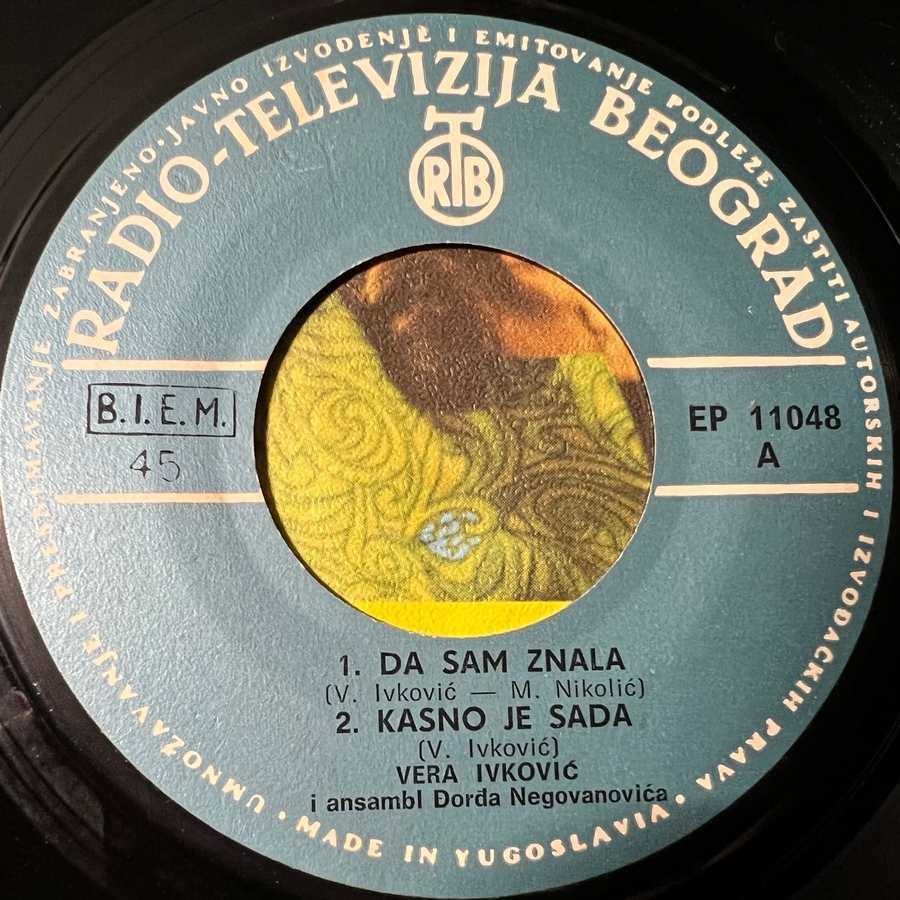 UMNOŽAVANJE I PRESNIMAVANJE ZABRANJENO · JAVNO IZVOĐENJE I EMITOVANJE PODLEŽE ZAŠTITI AUTORSKIH I IZVOĐAČKIH PRAVA ·
RADIO-TELEVIZIJA BEOGRAD
RTB
B.I.E.M.
45
EP 11048
A
1. DA SAM ZNALA
(V. Ivković — M. Nikolić)
2. KASNO JE SADA
(V. Ivković)
VERA IVKOVIĆ
i ansambl Đorđa Negovanovića
· MADE IN YUGOSLAVIA ·